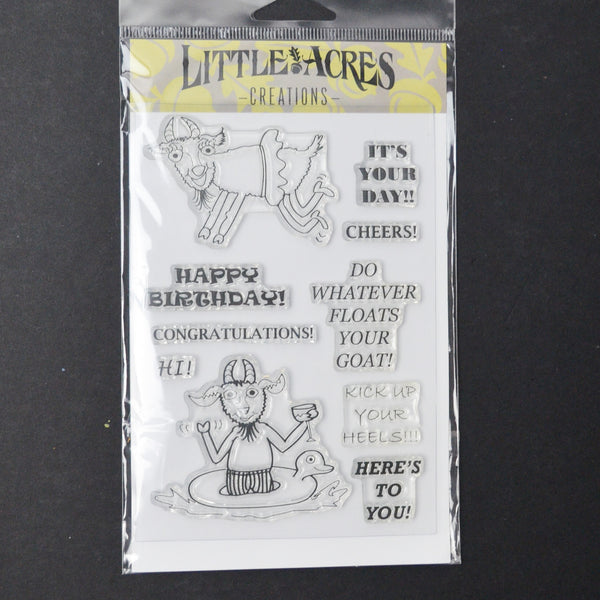 LITTLE ACRES
–CREATIONS–
IT'S
YOUR
DAY!!
CHEERS!
HAPPY
BIRTHDAY!
CONGRATULATIONS!
HI!
DO
WHATEVER
FLOATS
YOUR
GOAT!
KICK UP
YOUR
HEELS!!!
HERE'S
TO
YOU!